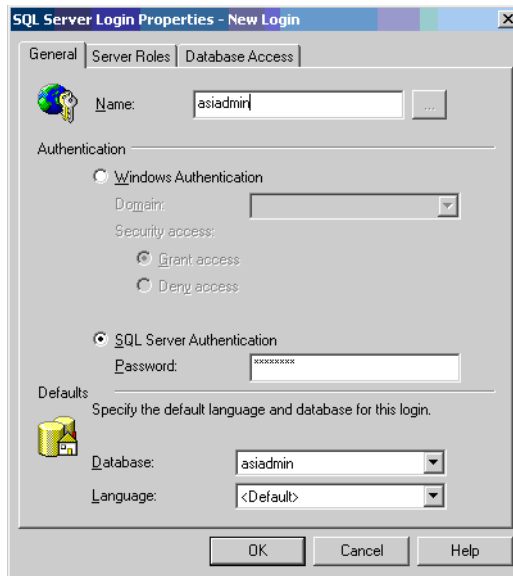 SQL Server Login Properties - New Login
General Server Roles Database Access
Name: asiadmin ...
Authentication
Windows Authentication
Domain:
Security access:
Grant access
Deny access
SQL Server Authentication
Password: ********
Defaults
Specify the default language and database for this login.
Database: asiadmin
Language: <Default>
OK Cancel Help